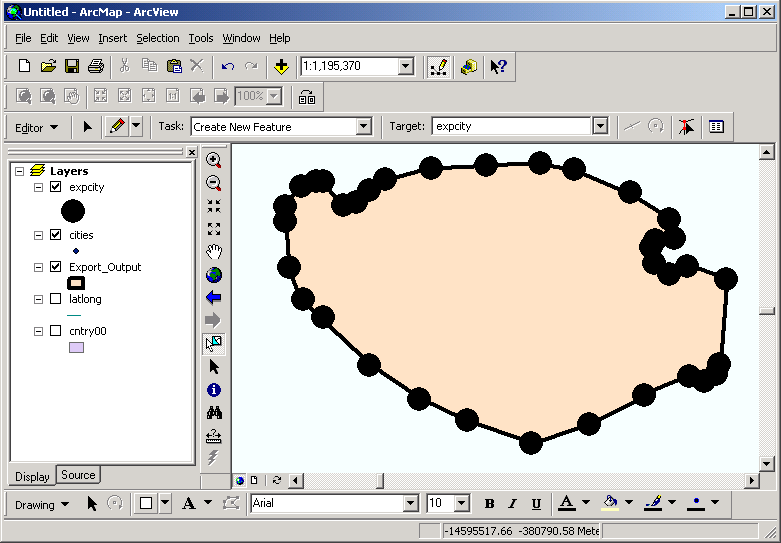 Untitled - ArcMap - ArcView
File Edit View Insert Selection Tools Window Help
1:1,195,370
1:1 100%
Editor Task: Create New Feature Target: expcity
Layers
expcity
cities
Export_Output
latlong
cntry00
Display Source
Drawing A Arial 10 B I U A
-14595517.66 -380790.58 Mete